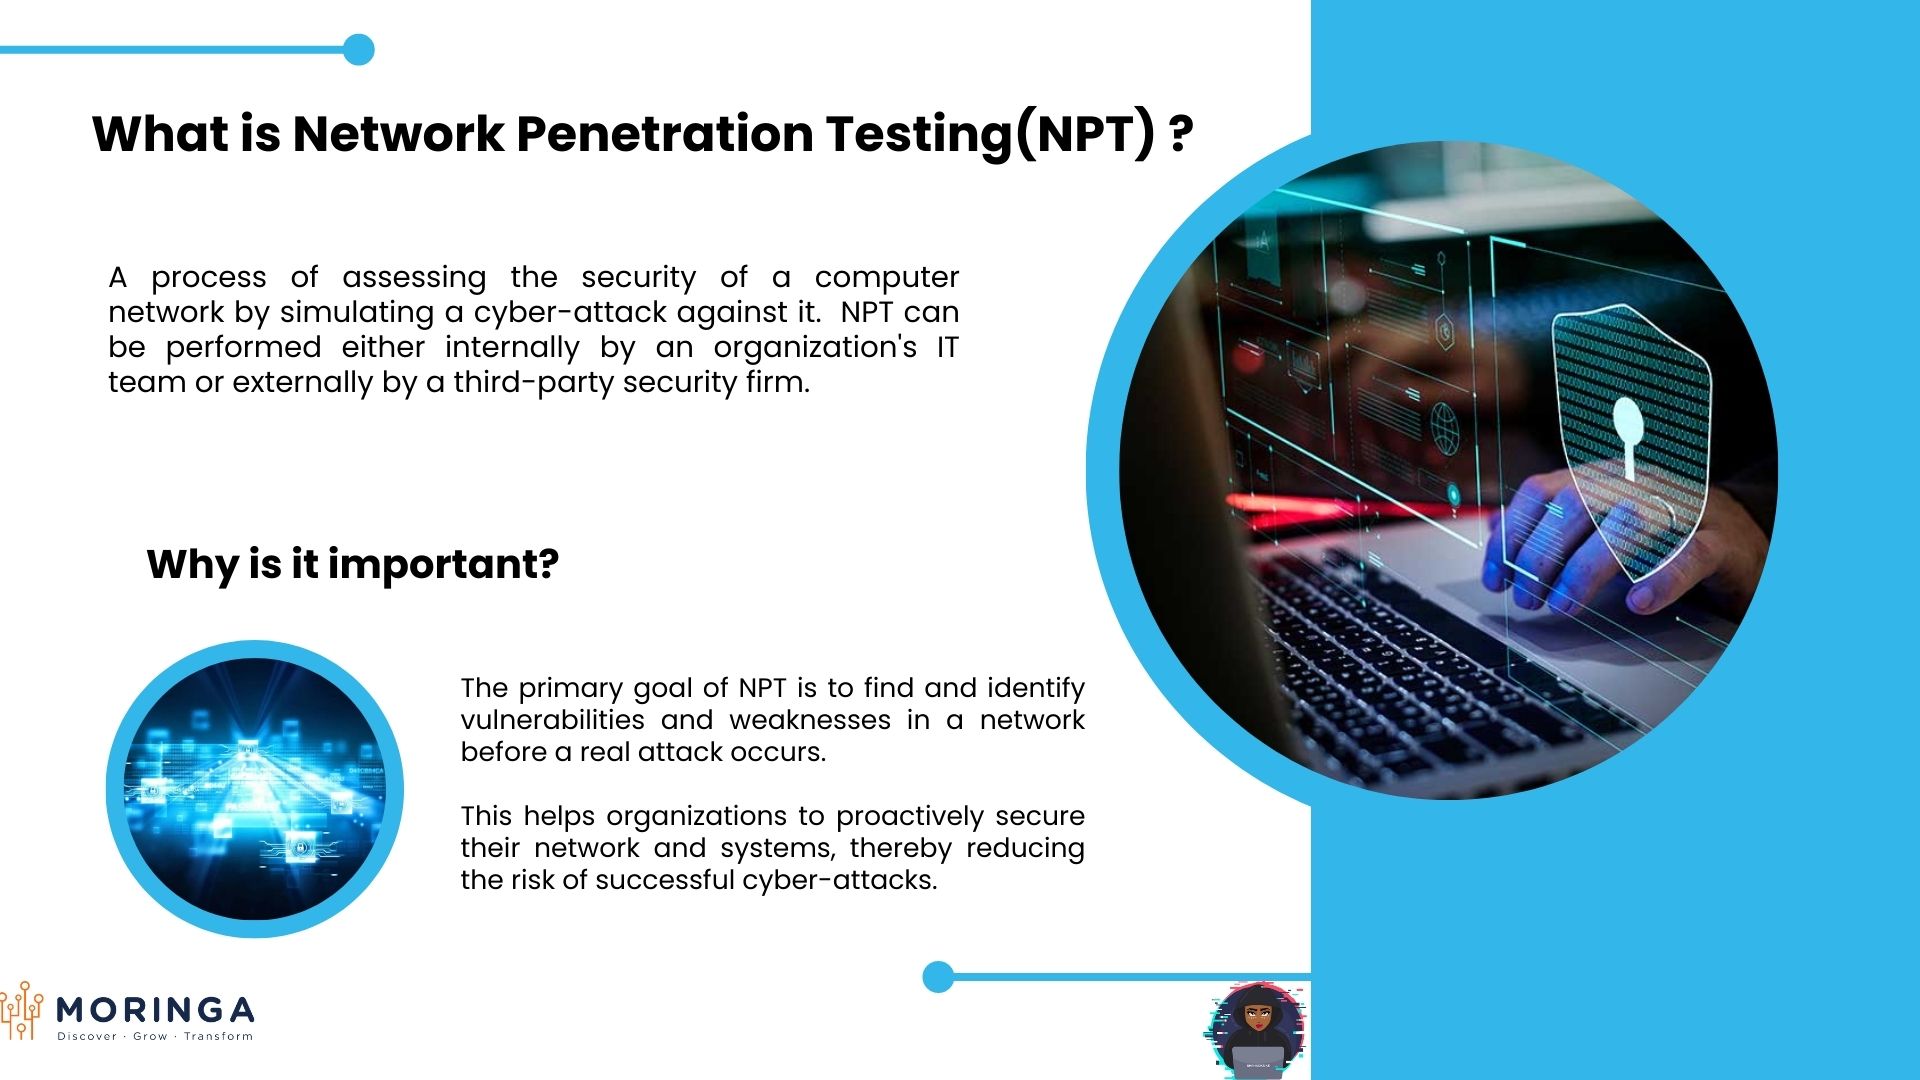 What is Network Penetration Testing(NPT) ?
A process of assessing the security of a computer
network by simulating a cyber-attack against it.  NPT can
be performed either internally by an organization's IT
team or externally by a third-party security firm.
Why is it important?
The primary goal of NPT is to find and identify
vulnerabilities and weaknesses in a network
before a real attack occurs.
This helps organizations to proactively secure
their network and systems, thereby reducing
the risk of successful cyber-attacks.
MORINGA
Discover · Grow · Transform